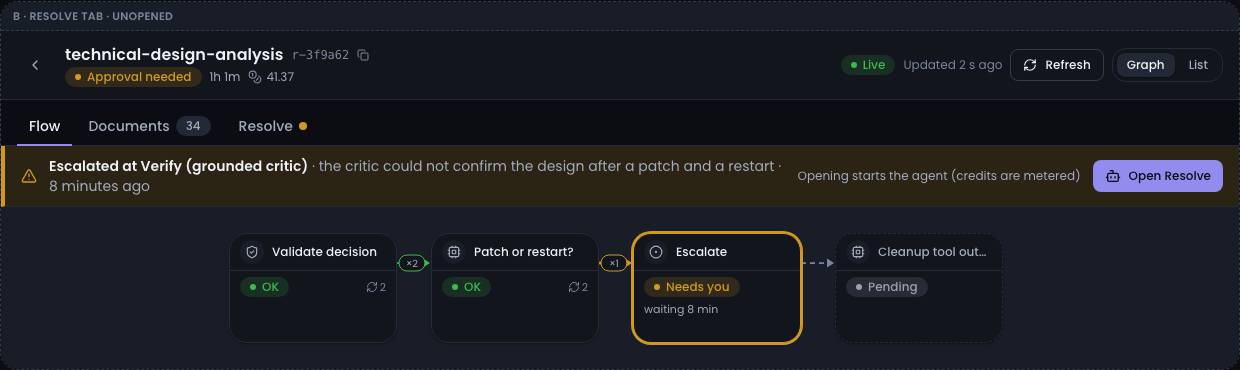 B · RESOLVE TAB · UNOPENED
technical-design-analysis r-3f9a62
Live Updated 2 s ago Refresh Graph List
Approval needed 1h 1m 41.37
Flow Documents 34 Resolve
Escalated at Verify (grounded critic) · the critic could not confirm the design after a patch and a restart ·
8 minutes ago
Opening starts the agent (credits are metered) Open Resolve
Validate decision ×2 Patch or restart? ×1 Escalate Cleanup tool out…
OK 2 OK 2 Needs you Pending
waiting 8 min